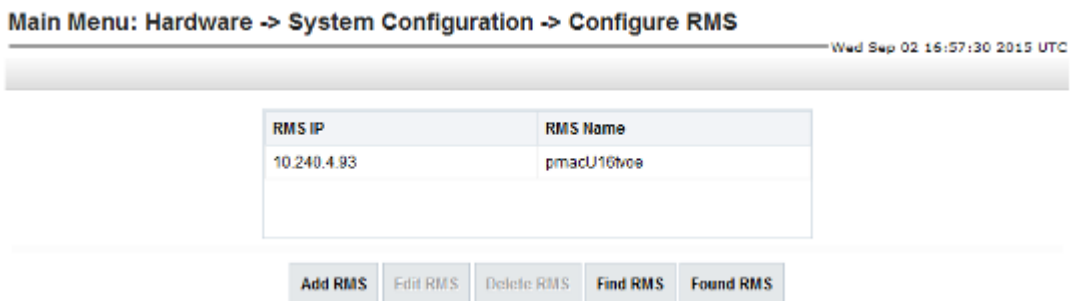 Main Menu: Hardware -> System Configuration -> Configure RMS
Wed Sep 02 16:57:30 2015 UTC
RMS IP RMS Name
10.240.4.93 pmacU16tvoe
Add RMS Edit RMS Delete RMS Find RMS Found RMS